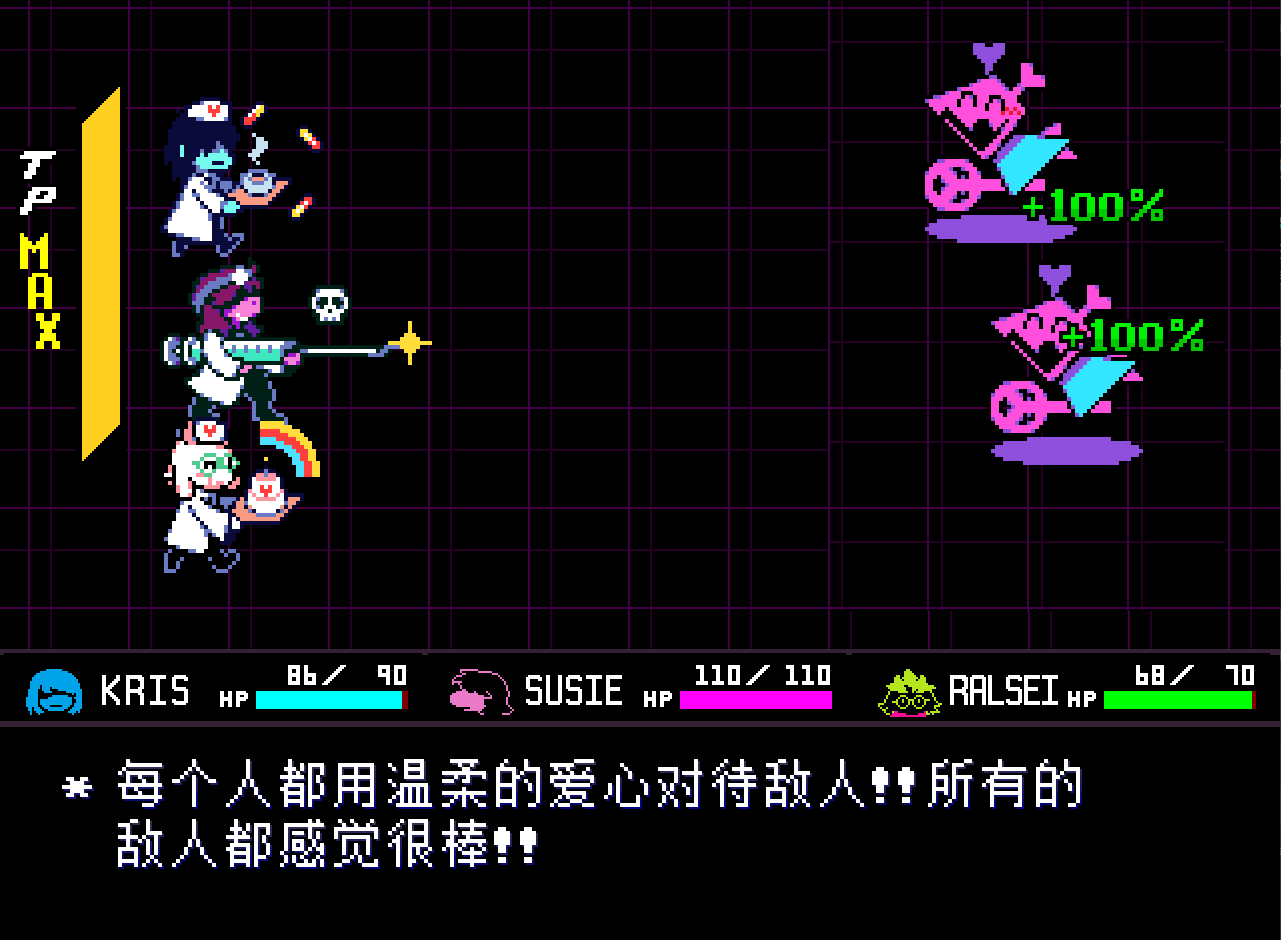 TP
MAX
+100%
+100%
KRIS HP 86/ 90
SUSIE HP 110/ 110
RALSEI HP 68/ 70
* 每个人都用温柔的爱心对待敌人!!所有的
敌人都感觉很棒!!